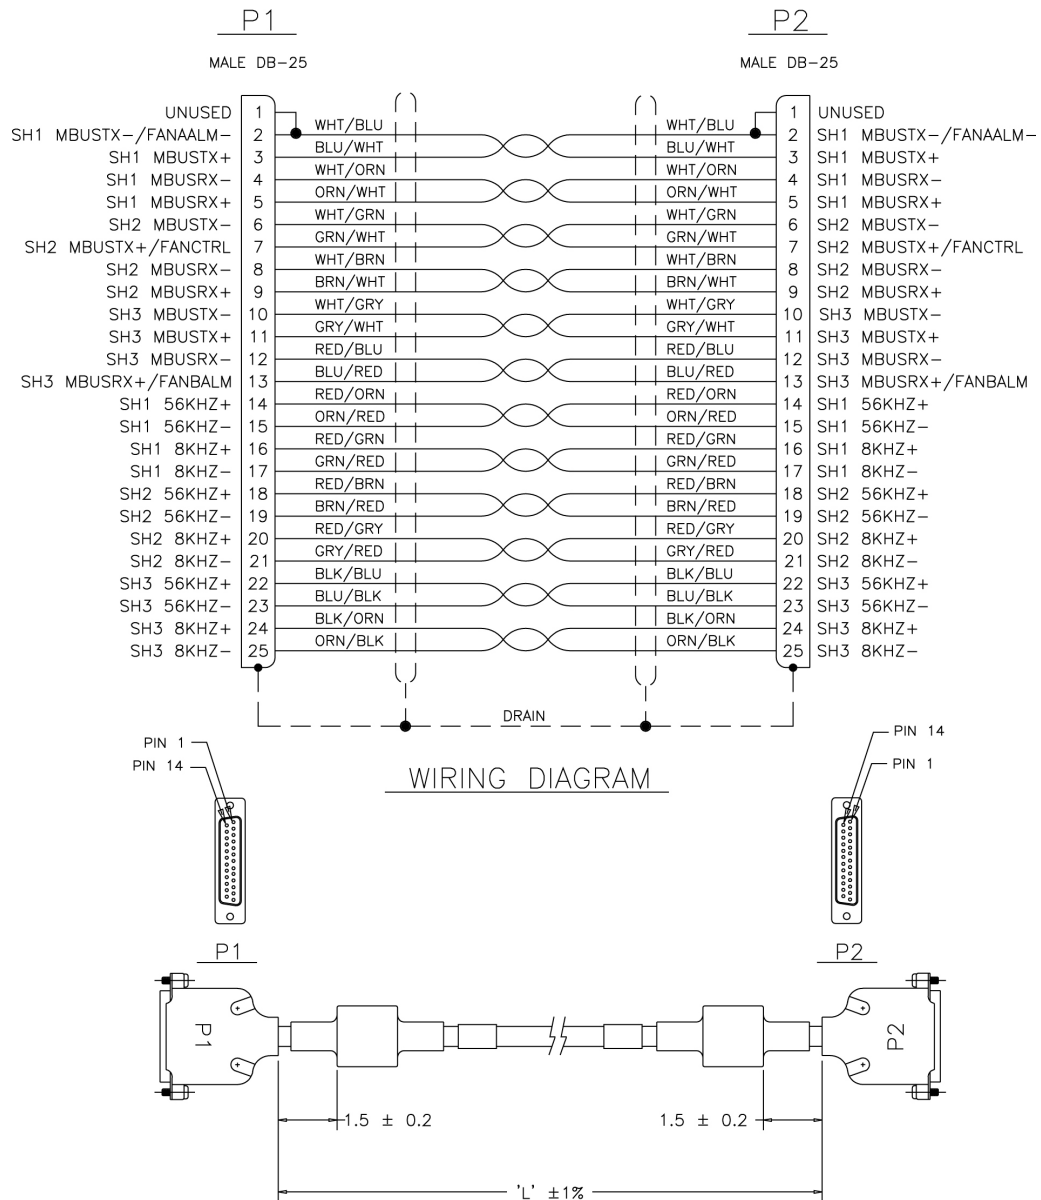 P1 P2
MALE DB-25 MALE DB-25
UNUSED 1 1 UNUSED
SH1 MBUSTX-/FANAALM- 2 WHT/BLU WHT/BLU 2 SH1 MBUSTX-/FANAALM-
SH1 MBUSTX+ 3 BLU/WHT BLU/WHT 3 SH1 MBUSTX+
SH1 MBUSRX- 4 WHT/ORN WHT/ORN 4 SH1 MBUSRX-
SH1 MBUSRX+ 5 ORN/WHT ORN/WHT 5 SH1 MBUSRX+
SH2 MBUSTX- 6 WHT/GRN WHT/GRN 6 SH2 MBUSTX-
SH2 MBUSTX+/FANCTRL 7 GRN/WHT GRN/WHT 7 SH2 MBUSTX+/FANCTRL
SH2 MBUSRX- 8 WHT/BRN WHT/BRN 8 SH2 MBUSRX-
SH2 MBUSRX+ 9 BRN/WHT BRN/WHT 9 SH2 MBUSRX+
SH3 MBUSTX- 10 WHT/GRY WHT/GRY 10 SH3 MBUSTX-
SH3 MBUSTX+ 11 GRY/WHT GRY/WHT 11 SH3 MBUSTX+
SH3 MBUSRX- 12 RED/BLU RED/BLU 12 SH3 MBUSRX-
SH3 MBUSRX+/FANBALM 13 BLU/RED BLU/RED 13 SH3 MBUSRX+/FANBALM
SH1 56KHZ+ 14 RED/ORN RED/ORN 14 SH1 56KHZ+
SH1 56KHZ- 15 ORN/RED ORN/RED 15 SH1 56KHZ-
SH1 8KHZ+ 16 RED/GRN RED/GRN 16 SH1 8KHZ+
SH1 8KHZ- 17 GRN/RED GRN/RED 17 SH1 8KHZ-
SH2 56KHZ+ 18 RED/BRN RED/BRN 18 SH2 56KHZ+
SH2 56KHZ- 19 BRN/RED BRN/RED 19 SH2 56KHZ-
SH2 8KHZ+ 20 RED/GRY RED/GRY 20 SH2 8KHZ+
SH2 8KHZ- 21 GRY/RED GRY/RED 21 SH2 8KHZ-
SH3 56KHZ+ 22 BLK/BLU BLK/BLU 22 SH3 56KHZ+
SH3 56KHZ- 23 BLU/BLK BLU/BLK 23 SH3 56KHZ-
SH3 8KHZ+ 24 BLK/ORN BLK/ORN 24 SH3 8KHZ+
SH3 8KHZ- 25 ORN/BLK ORN/BLK 25 SH3 8KHZ-
DRAIN
PIN 1 PIN 14
PIN 14 PIN 1
WIRING DIAGRAM
P1 P2
P1 P2
1.5 ± 0.2 1.5 ± 0.2
'L' ±1%